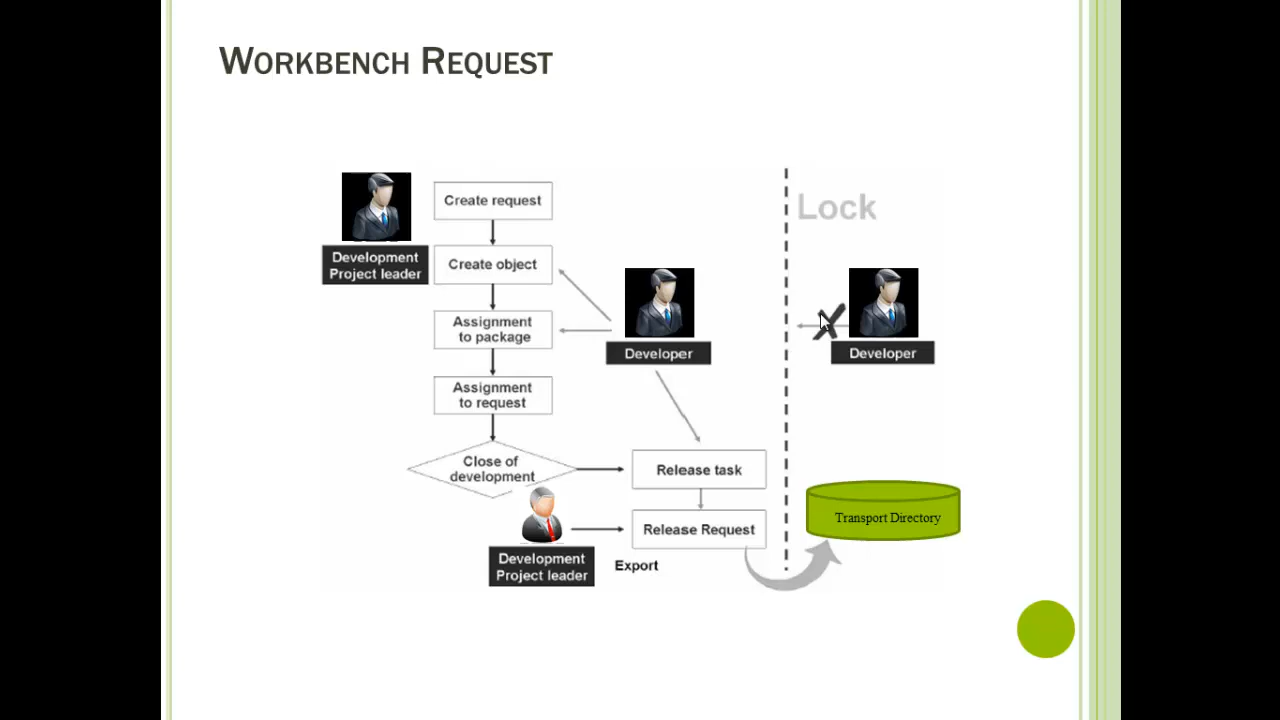 WORKBENCH REQUEST
Create request
Lock
Development
Project leader
Create object
Assignment
to package
Developer
Developer
Assignment
to request
Close of
development
Release task
Transport Directory
Release Request
Development
Project leader
Export